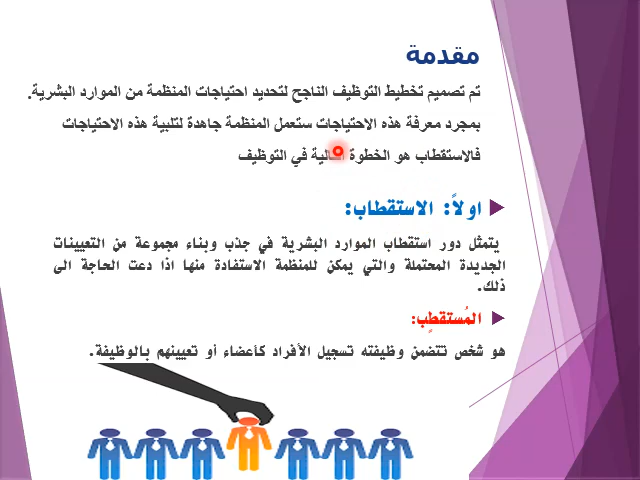 مقدمة
تم تصميم تخطيط التوظيف الناجح لتحديد احتياجات المنظمة من الموارد البشرية.
بمجرد معرفة هذه الاحتياجات ستعمل المنظمة جاهدة لتلبية هذه الاحتياجات
فالاستقطاب هو الخطوة التالية في التوظيف
اولاً: الاستقطاب:
يتمثل دور استقطاب الموارد البشرية في جذب وبناء مجموعة من التعيينات
الجديدة المحتملة والتي يمكن للمنظمة الاستفادة منها اذا دعت الحاجة الى
ذلك.
المُستقطِب:
هو شخص تتضمن وظيفته تسجيل الأفراد كأعضاء أو تعيينهم بالوظيفة.